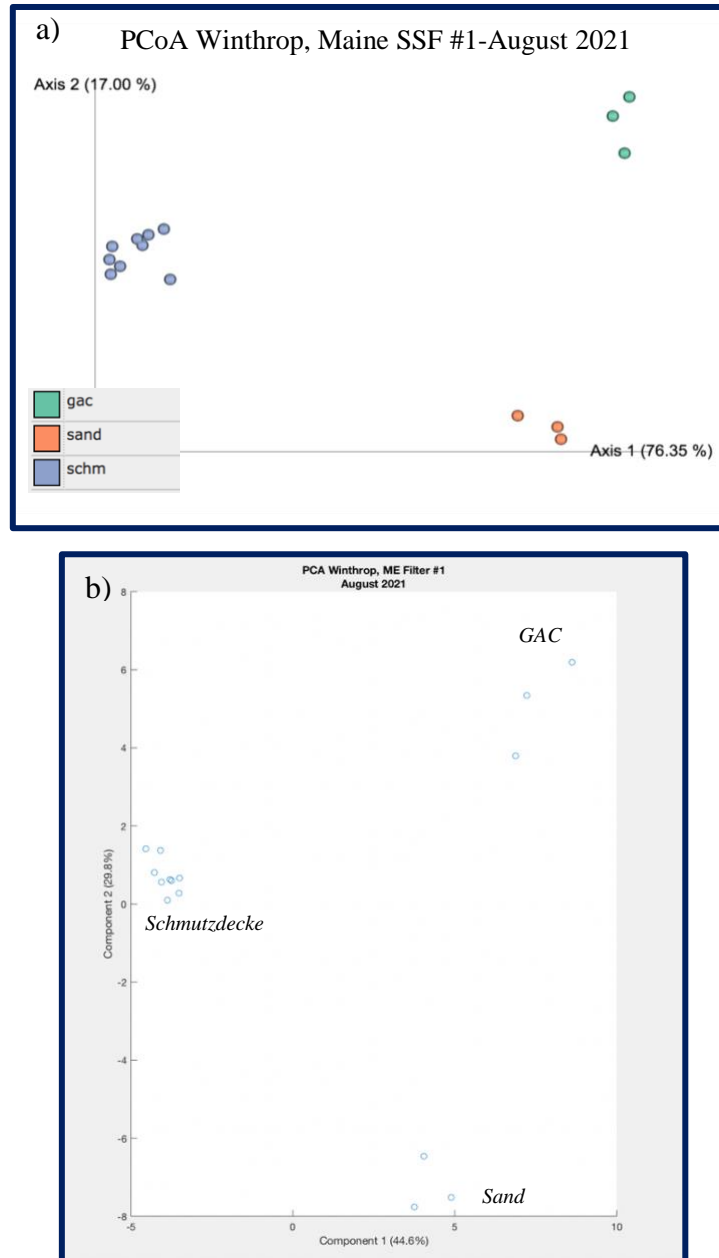 a)
PCoA Winthrop, Maine SSF #1-August 2021
Axis 2 (17.00 %)
gac
sand
schm
Axis 1 (76.35 %)
b)
PCA Winthrop, ME Filter #1
August 2021
8
GAC
6
4
2
0
Schmutzdecke
Component 2 (29.8%)
-2
-4
-6
Sand
-8
-5
0
5
10
Component 1 (44.6%)